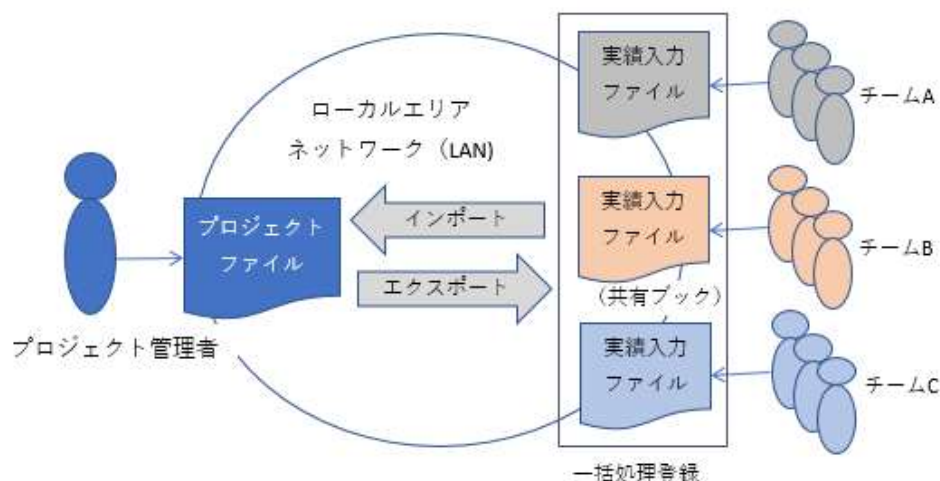 ローカルエリア
ネットワーク（LAN)
プロジェクト
ファイル
プロジェクト管理者
インポート
エクスポート
実績入力
ファイル
実績入力
ファイル
（共有ブック）
実績入力
ファイル
一括処理登録
チームA
チームB
チームC